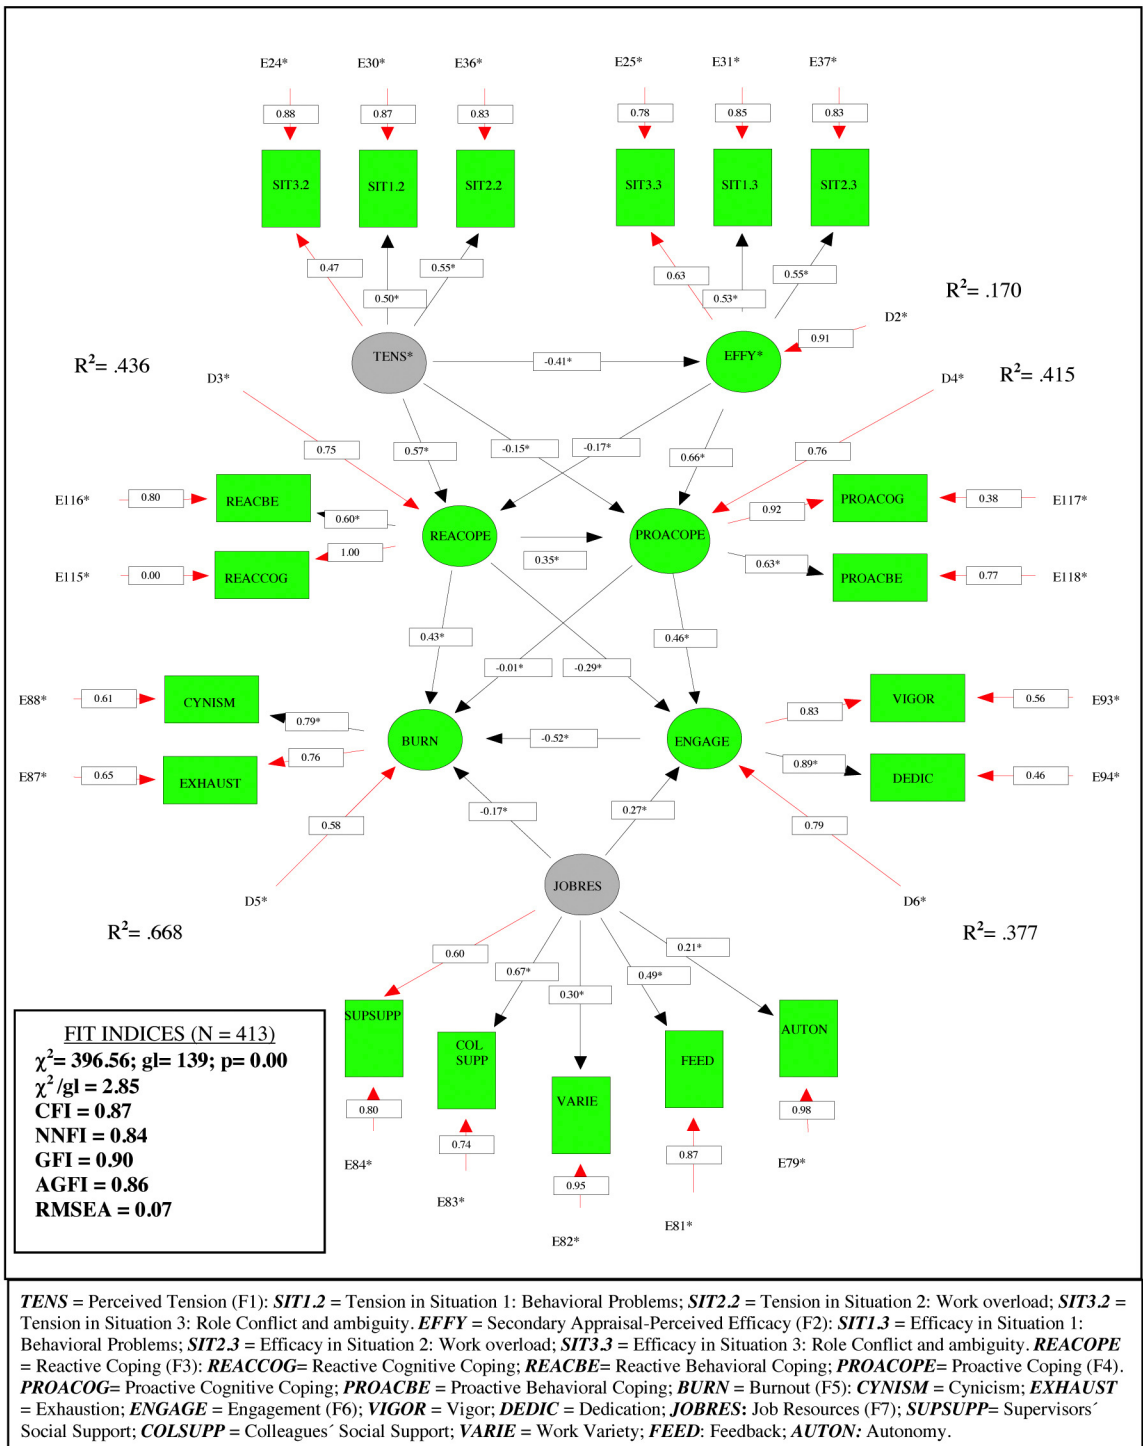 E24* E30* E36* E25* E31* E37*
0.88 0.87 0.83 0.78 0.85 0.83
SIT3.2 SIT1.2 SIT2.2 SIT3.3 SIT1.3 SIT2.3
0.47 0.50* 0.55* 0.63 0.53* 0.55*
R²= .170
D2*
0.91
TENS* -0.41* EFFY*
R²= .436
D3* D4*
R²= .415
0.75 0.57* -0.15* -0.17* 0.66* 0.76
E116* 0.80 REACBE 0.60*
PROACOG 0.92 0.38 E117*
REACOPE 0.35* PROACOPE
E115* 0.00 REACCOG 1.00
PROACBE 0.63* 0.77 E118*
0.43* -0.01* -0.29* 0.46*
E88* 0.61 CYNISM 0.79*
0.83 VIGOR 0.56 E93*
BURN -0.52* ENGAGE
E87* 0.65 EXHAUST 0.76
0.89* DEDIC 0.46 E94*
0.58 -0.17* 0.27* 0.79
JOBRES
D5* D6*
R²= .668 R²= .377
0.60 0.67* 0.30* 0.49* 0.21*
SUPSUPP
COL
SUPP
VARIE
FEED
AUTON
0.80 0.74 0.95 0.87 0.98
E84* E83* E82* E81* E79*
FIT INDICES (N = 413)
χ²= 396.56; gl= 139; p= 0.00
χ²/gl = 2.85
CFI = 0.87
NNFI = 0.84
GFI = 0.90
AGFI = 0.86
RMSEA = 0.07
TENS = Perceived Tension (F1): SIT1.2 = Tension in Situation 1: Behavioral Problems; SIT2.2 = Tension in Situation 2: Work overload; SIT3.2 =
Tension in Situation 3: Role Conflict and ambiguity. EFFY = Secondary Appraisal-Perceived Efficacy (F2): SIT1.3 = Efficacy in Situation 1:
Behavioral Problems; SIT2.3 = Efficacy in Situation 2: Work overload; SIT3.3 = Efficacy in Situation 3: Role Conflict and ambiguity. REACOPE
= Reactive Coping (F3): REACCOG= Reactive Cognitive Coping; REACBE= Reactive Behavioral Coping; PROACOPE= Proactive Coping (F4).
PROACOG= Proactive Cognitive Coping; PROACBE = Proactive Behavioral Coping; BURN = Burnout (F5): CYNISM = Cynicism; EXHAUST
= Exhaustion; ENGAGE = Engagement (F6); VIGOR = Vigor; DEDIC = Dedication; JOBRES: Job Resources (F7); SUPSUPP= Supervisors´
Social Support; COLSUPP = Colleagues´ Social Support; VARIE = Work Variety; FEED: Feedback; AUTON: Autonomy.